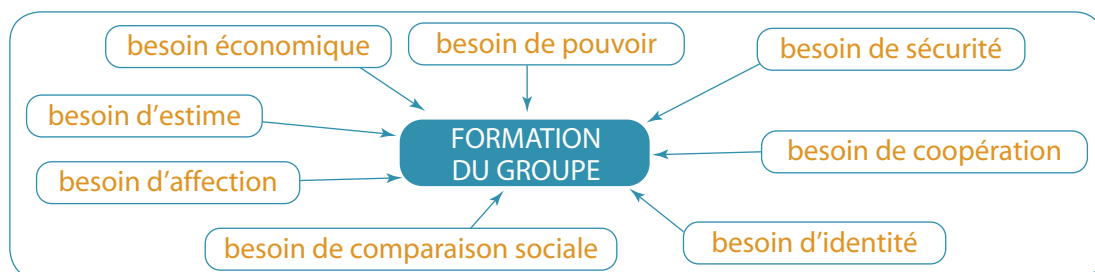 besoin économique
besoin de pouvoir
besoin de sécurité
besoin d’estime
FORMATION
DU GROUPE
besoin de coopération
besoin d’affection
besoin de comparaison sociale
besoin d’identité